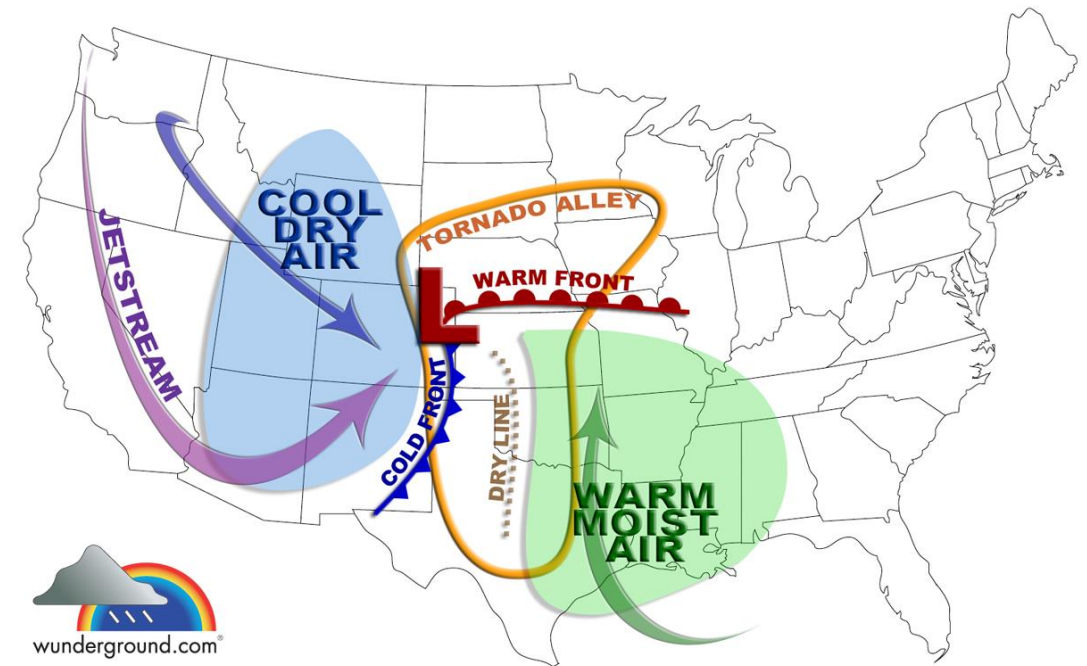 COOL
DRY
AIR
TORNADO ALLEY
JETSTREAM
L
WARM FRONT
COLD FRONT
DRY LINE
WARM
MOIST
AIR
wunderground.com®